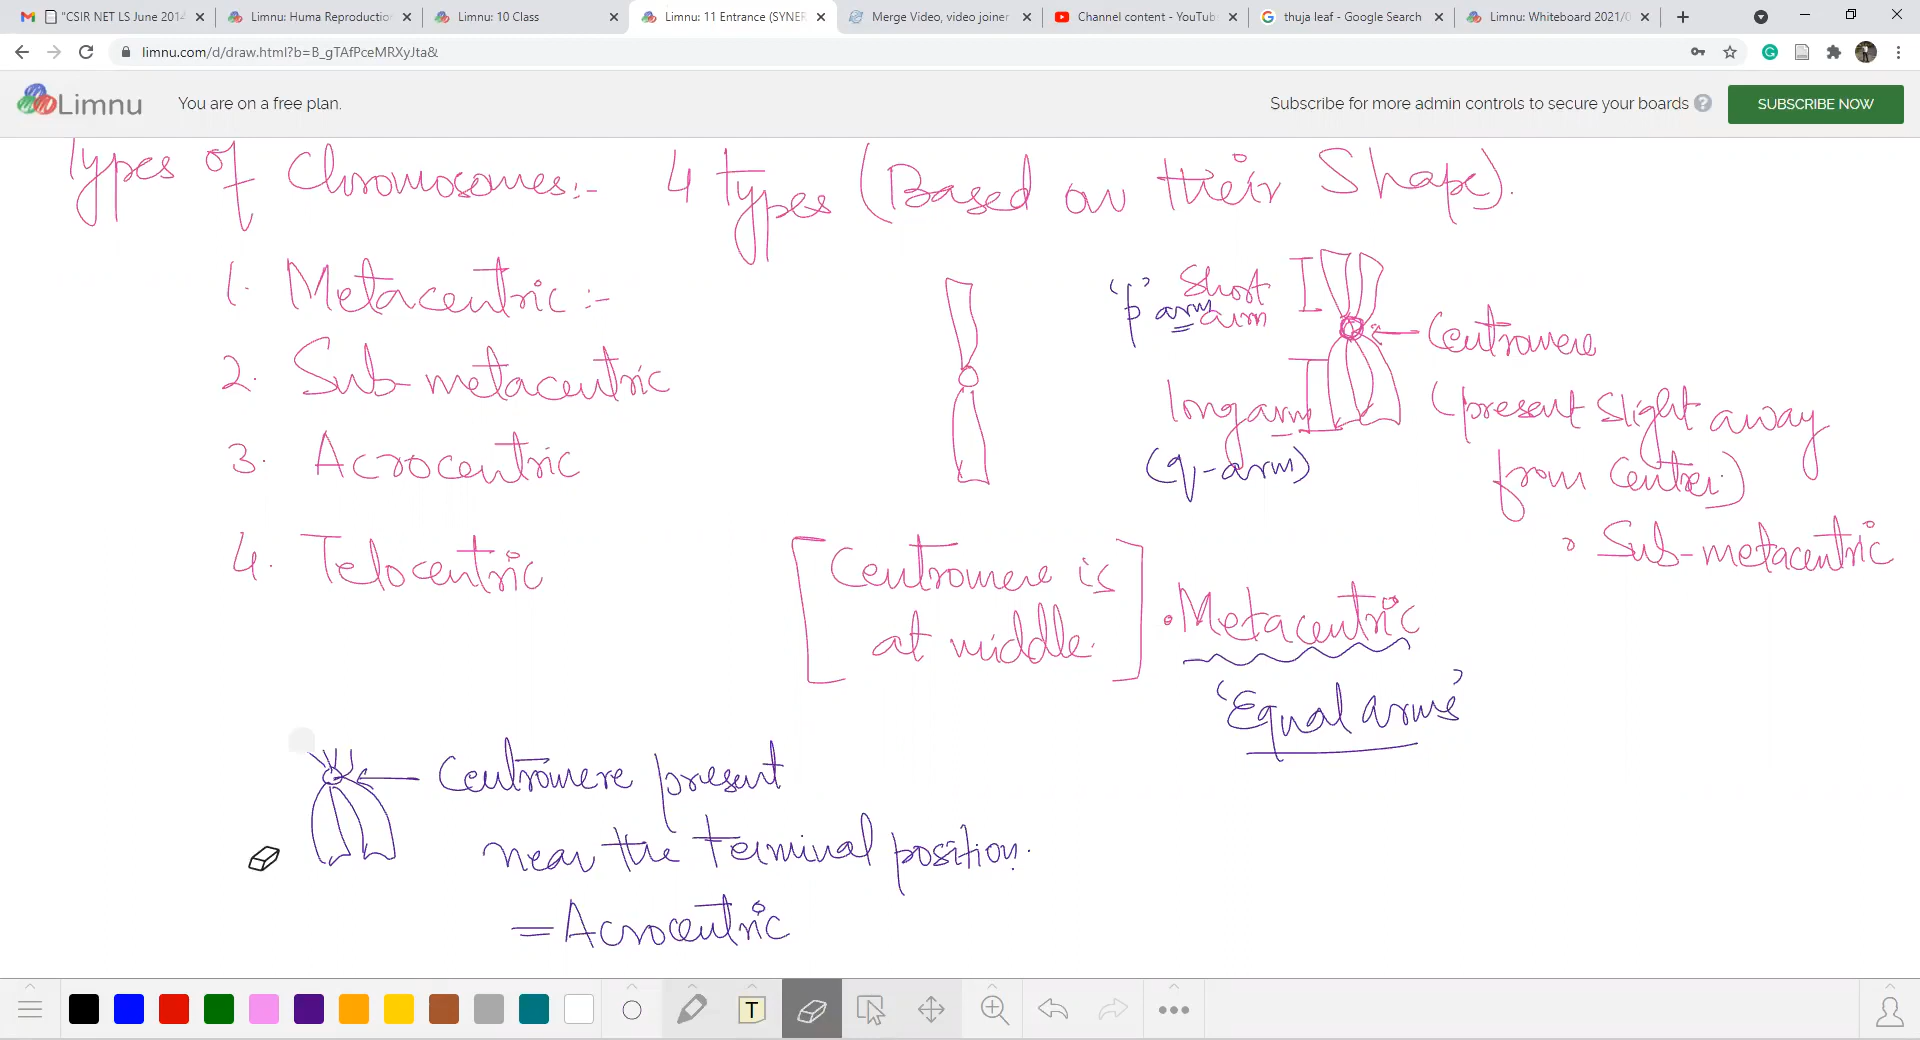 "CSIR NET LS June 2014
Limnu: Huma Reproductio
Limnu: 10 Class
Limnu: 11 Entrance (SYNER
Merge Video, video joiner
Channel content - YouTub
thuja leaf - Google Search
Limnu: Whiteboard 2021/0
limnu.com/d/draw.html?b=B_gTAfPceMRXyJta&
Limnu
You are on a free plan.
Subscribe for more admin controls to secure your boards ?
SUBSCRIBE NOW
Types of Chromosomes:- 4 types (Based on their Shape).
1. Metacentric :-
2. Sub-metacentric
3. Acrocentric
4. Telocentric
'p' arm
Short
arm
Centromere
long arm
(q-arm)
(present slight away
from Centre.)
Sub-metacentric
[Centromere is
at middle.]
• Metacentric
'Equal arms'
Centromere present
near the terminal position.
= Acrocentric
T